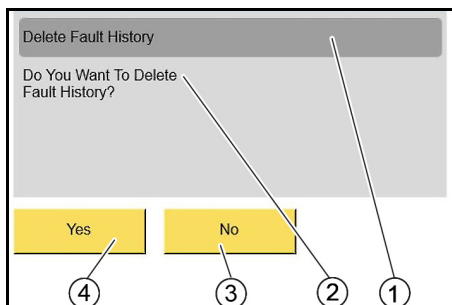 Delete Fault History
Do You Want To Delete
Fault History?
Yes
No
4
3
2
1